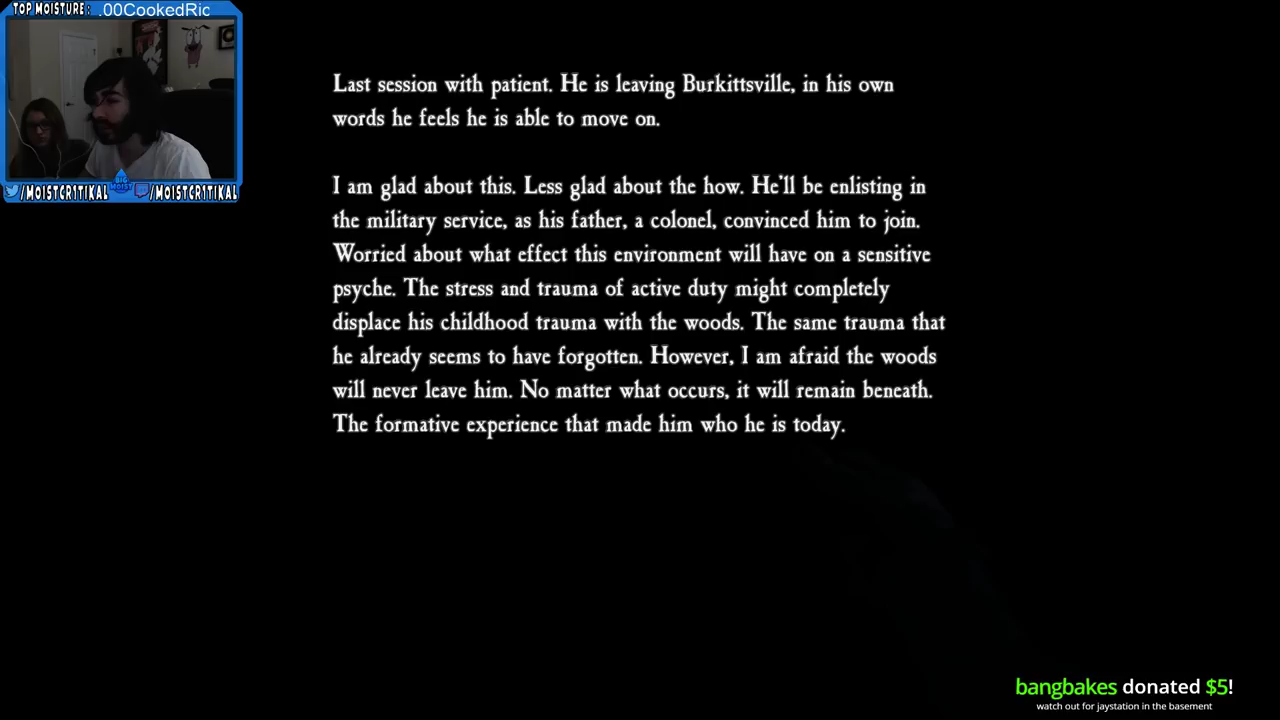 TOP MOISTURE : .00CookedRic
/MOISTCR1TIKAL
BIG MOIST
/MOISTCR1TIKAL
Last session with patient. He is leaving Burkittsville, in his own
words he feels he is able to move on.
I am glad about this. Less glad about the how. He'll be enlisting in
the military service, as his father, a colonel, convinced him to join.
Worried about what effect this environment will have on a sensitive
psyche. The stress and trauma of active duty might completely
displace his childhood trauma with the woods. The same trauma that
he already seems to have forgotten. However, I am afraid the woods
will never leave him. No matter what occurs, it will remain beneath.
The formative experience that made him who he is today.
bangbakes donated $5!
watch out for jaystation in the basement